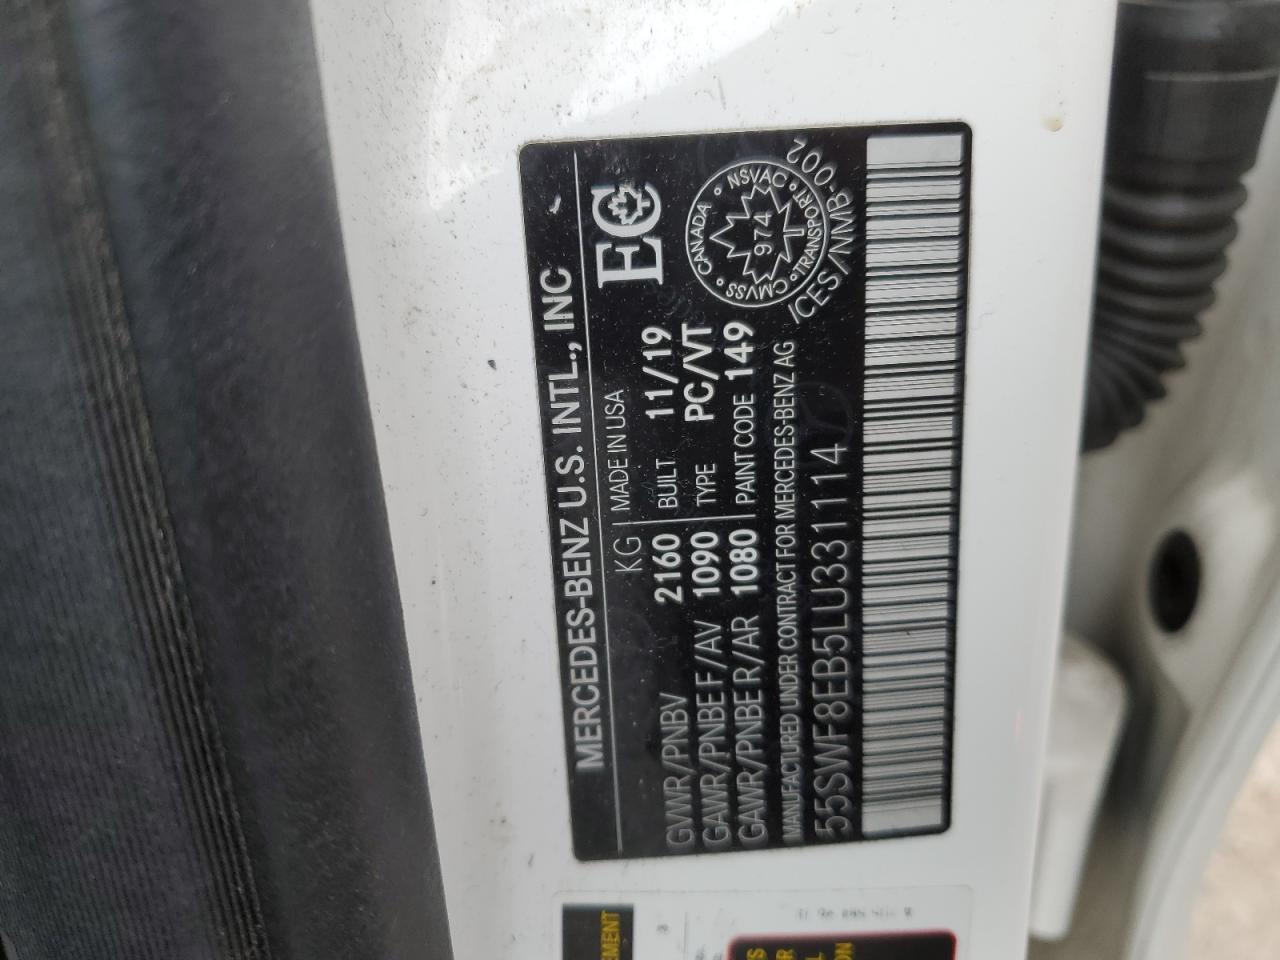 MERCEDES-BENZ U.S. INTL., INC
KG MADE IN USA
GVWR/PNBV 2160 BUILT 11/19
GAWR/PNBE F/AV 1090 TYPE PC/VT
GAWR/PNBE R/AR 1080 PAINT CODE 149
MANUFACTURED UNDER CONTRACT FOR MERCEDES-BENZ AG
55SWF8EB5LU331114
EC
CANADA · NSVAC · TRANSPORT · CMVSS ·
974
ICES/NMB-002
EMENT